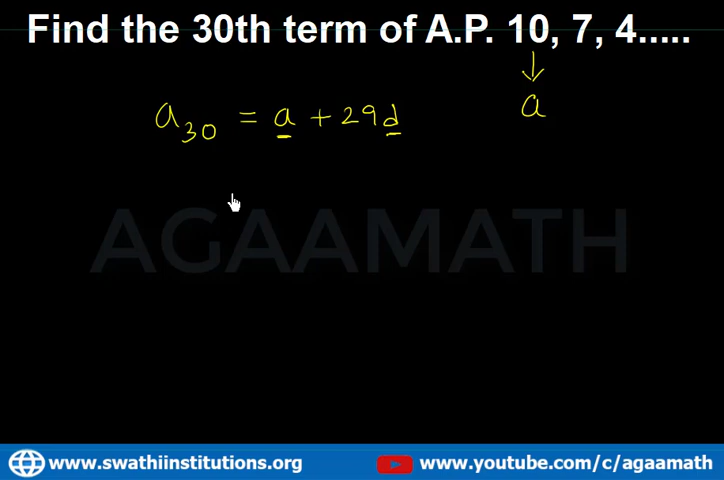 Find the 30th term of A.P. 10, 7, 4.....
↓
a₃₀ = a + 29d
a
AGAAMATH
www.swathiinstitutions.org
www.youtube.com/c/agaamath